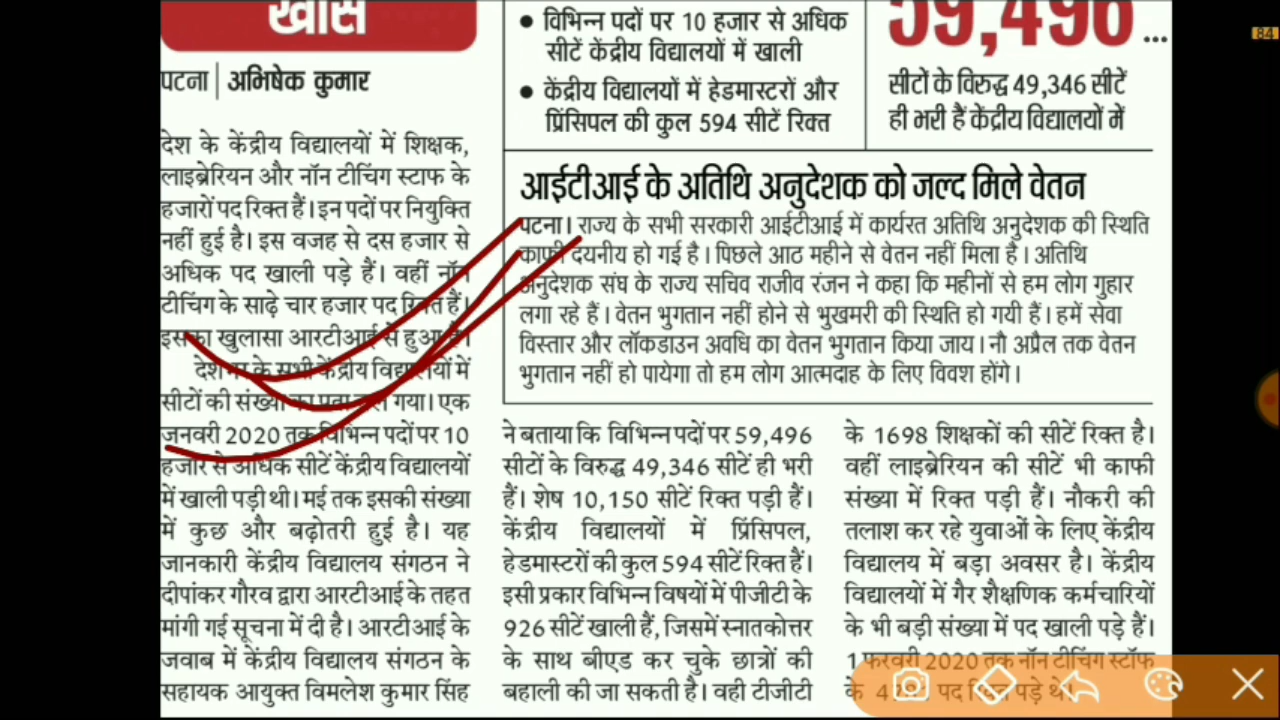 खास
पटना | अभिषेक कुमार
देश के केंद्रीय विद्यालयों में शिक्षक,
लाइब्रेरियन और नॉन टीचिंग स्टाफ के
हजारों पद रिक्त हैं। इन पदों पर नियुक्ति
नहीं हुई है। इस वजह से दस हजार से
अधिक पद खाली पड़े हैं। वहीं नॉन
टीचिंग के साढ़े चार हजार पद रिक्त हैं।
इसका खुलासा आरटीआई से हुआ है।
देशभर के सभी केंद्रीय विद्यालयों में
सीटों की संख्या का पता चल गया। एक
जनवरी 2020 तक विभिन्न पदों पर 10
हजार से अधिक सीटें केंद्रीय विद्यालयों
में खाली पड़ी थी। मई तक इसकी संख्या
में कुछ और बढ़ोतरी हुई है। यह
जानकारी केंद्रीय विद्यालय संगठन ने
दीपांकर गौरव द्वारा आरटीआई के तहत
मांगी गई सूचना में दी है। आरटीआई के
जवाब में केंद्रीय विद्यालय संगठन के
सहायक आयुक्त विमलेश कुमार सिंह
• विभिन्न पदों पर 10 हजार से अधिक
सीटें केंद्रीय विद्यालयों में खाली
• केंद्रीय विद्यालयों में हेडमास्टरों और
प्रिंसिपल की कुल 594 सीटें रिक्त
59,496
सीटों के विरुद्ध 49,346 सीटें
ही भरी हैं केंद्रीय विद्यालयों में
आईटीआई के अतिथि अनुदेशक को जल्द मिले वेतन
पटना। राज्य के सभी सरकारी आईटीआई में कार्यरत अतिथि अनुदेशक की स्थिति
काफी दयनीय हो गई है। पिछले आठ महीने से वेतन नहीं मिला है। अतिथि
अनुदेशक संघ के राज्य सचिव राजीव रंजन ने कहा कि महीनों से हम लोग गुहार
लगा रहे हैं। वेतन भुगतान नहीं होने से भुखमरी की स्थिति हो गयी हैं। हमें सेवा
विस्तार और लॉकडाउन अवधि का वेतन भुगतान किया जाय। नौ अप्रैल तक वेतन
भुगतान नहीं हो पायेगा तो हम लोग आत्मदाह के लिए विवश होंगे।
ने बताया कि विभिन्न पदों पर 59,496
सीटों के विरुद्ध 49,346 सीटें ही भरी
हैं। शेष 10,150 सीटें रिक्त पड़ी हैं।
केंद्रीय विद्यालयों में प्रिंसिपल,
हेडमास्टरों की कुल 594 सीटें रिक्त हैं।
इसी प्रकार विभिन्न विषयों में पीजीटी के
926 सीटें खाली हैं, जिसमें स्नातकोत्तर
के साथ बीएड कर चुके छात्रों की
बहाली की जा सकती है। वही टीजीटी
के 1698 शिक्षकों की सीटें रिक्त है।
वहीं लाइब्रेरियन की सीटें भी काफी
संख्या में रिक्त पड़ी हैं। नौकरी की
तलाश कर रहे युवाओं के लिए केंद्रीय
विद्यालय में बड़ा अवसर है। केंद्रीय
विद्यालयों में गैर शैक्षणिक कर्मचारियों
के भी बड़ी संख्या में पद खाली पड़े हैं।
1 फरवरी 2020 तक नॉन टीचिंग स्टॉफ
के पद रिक्त पड़े थे।
84